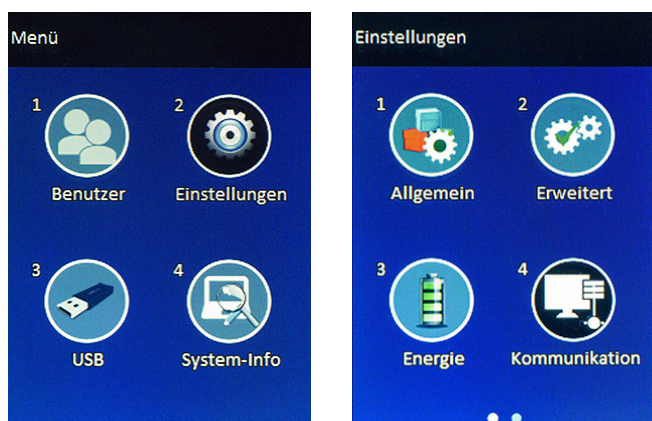 Menü
1
2
Benutzer
Einstellungen
3
4
USB
System-Info
Einstellungen
1
2
Allgemein
Erweitert
3
4
Energie
Kommunikation